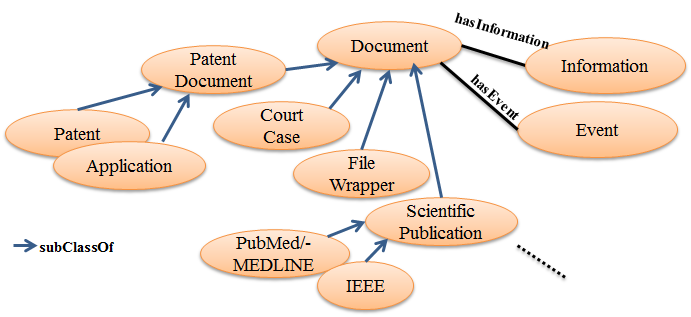 Document
hasInformation
Information
Patent
Document
hasEvent
Event
Court
Case
Patent
Application
File
Wrapper
Scientific
Publication
PubMed/-
MEDLINE
IEEE
subClassOf